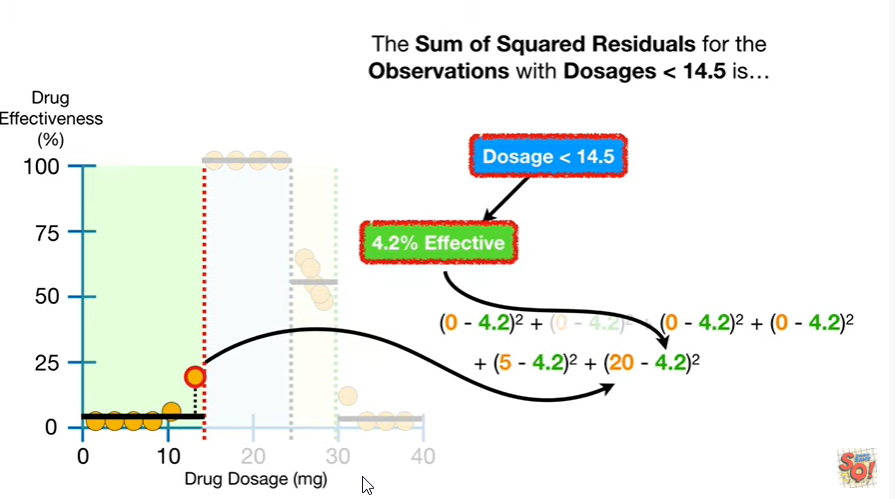 The Sum of Squared Residuals for the
Observations with Dosages < 14.5 is…
Drug
Effectiveness
(%)
100
75
50
25
0
0
10
20
30
40
Drug Dosage (mg)
Dosage < 14.5
4.2% Effective
(0 - 4.2)² + (0 - 4.2)² + (0 - 4.2)² + (0 - 4.2)²
+ (5 - 4.2)² + (20 - 4.2)²
SQ!